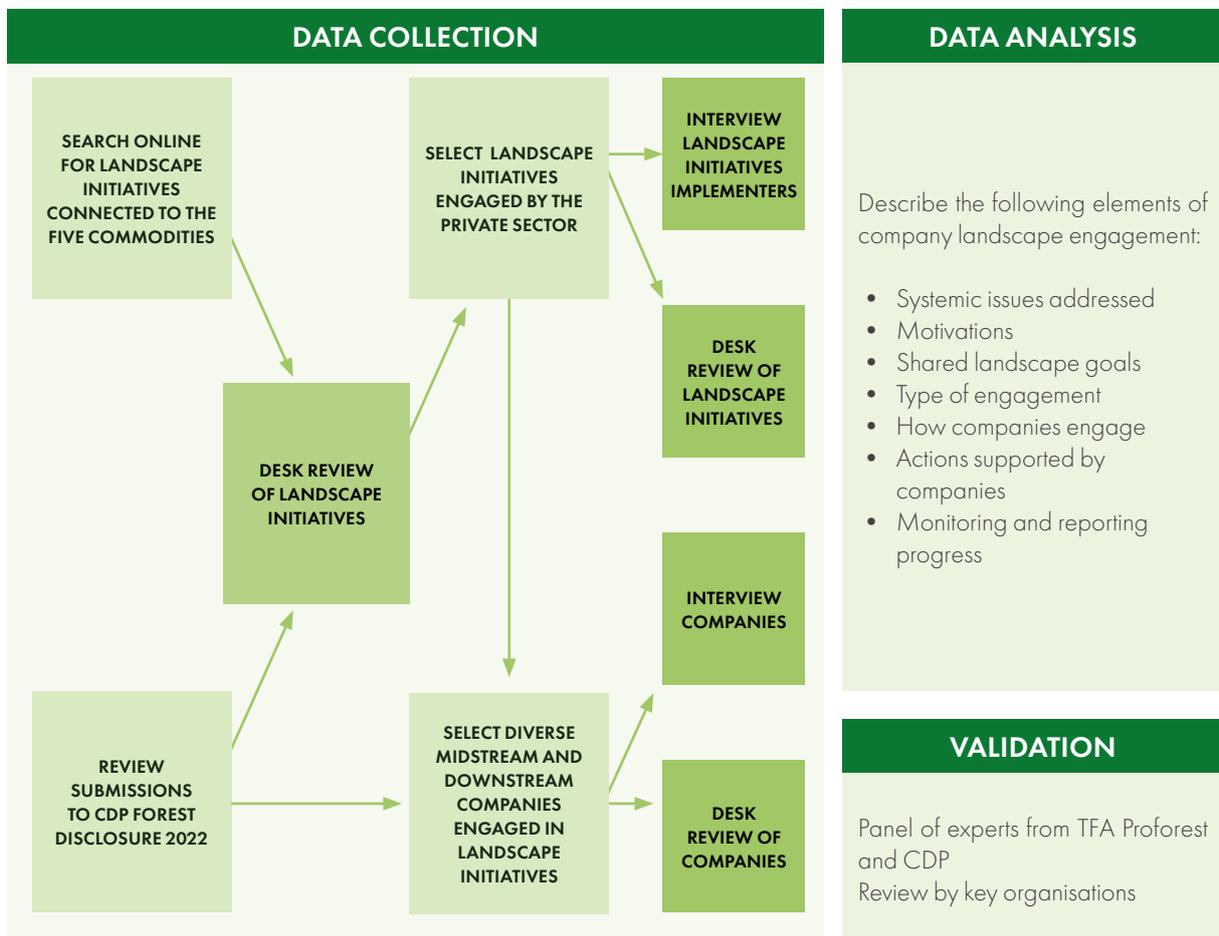 DATA COLLECTION
SEARCH ONLINE
FOR LANDSCAPE
INITIATIVES
CONNECTED TO THE
FIVE COMMODITIES
SELECT LANDSCAPE
INITIATIVES
ENGAGED BY THE
PRIVATE SECTOR
INTERVIEW
LANDSCAPE
INITIATIVES
IMPLEMENTERS
DESK
REVIEW OF
LANDSCAPE
INITIATIVES
DESK REVIEW
OF LANDSCAPE
INITIATIVES
INTERVIEW
COMPANIES
REVIEW
SUBMISSIONS
TO CDP FOREST
DISCLOSURE 2022
SELECT DIVERSE
MIDSTREAM AND
DOWNSTREAM
COMPANIES
ENGAGED IN
LANDSCAPE
INITIATIVES
DESK
REVIEW OF
COMPANIES
DATA ANALYSIS
Describe the following elements of
company landscape engagement:
• Systemic issues addressed
• Motivations
• Shared landscape goals
• Type of engagement
• How companies engage
• Actions supported by
companies
• Monitoring and reporting
progress
VALIDATION
Panel of experts from TFA Proforest
and CDP
Review by key organisations